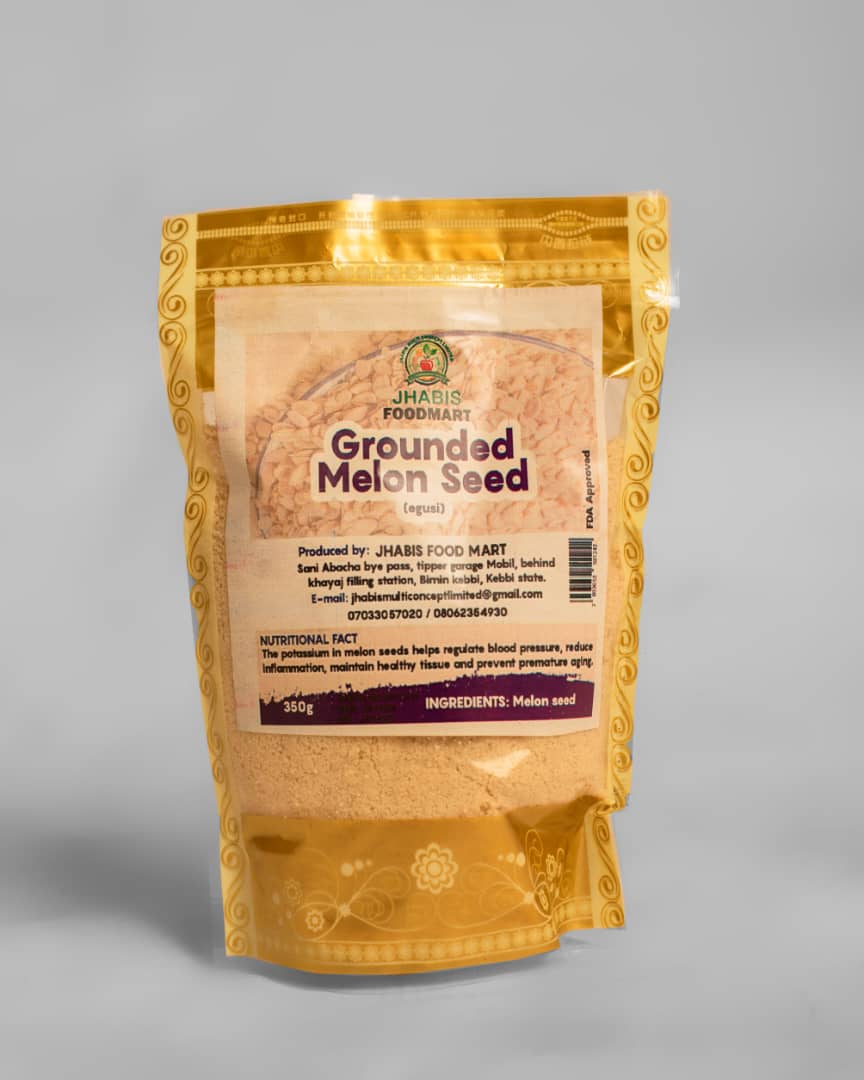 JHABIS
FOODMART
Grounded
Melon Seed
(egusi)
FDA Approved
Produced by: JHABIS FOOD MART
Sani Abacha bye pass, tipper garage Mobil, behind
khayaj filling station, Birnin kebbi, Kebbi state.
E-mail: jhabismulticonceptlimited@gmail.com
07033057020 / 08062354930
NUTRITIONAL FACT
The potassium in melon seeds helps regulate blood pressure, reduce
inflammation, maintain healthy tissue and prevent premature aging.
350g
INGREDIENTS: Melon seed